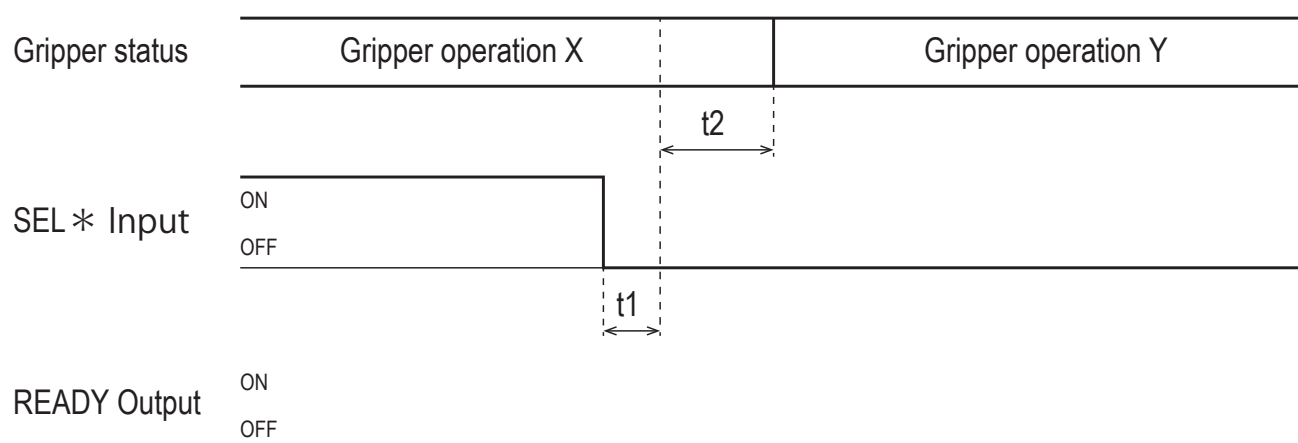 Gripper status Gripper operation X Gripper operation Y
t2
ON
SEL＊ Input
OFF
t1
ON
READY Output
OFF